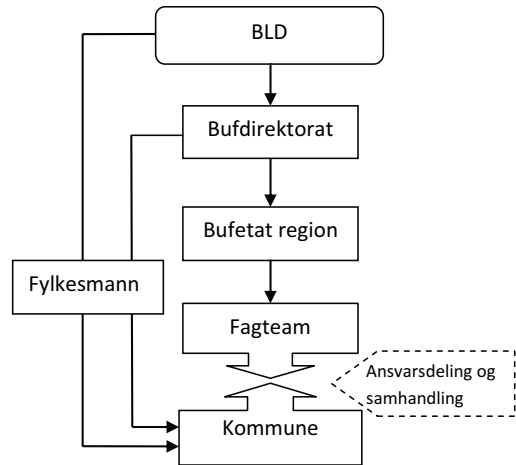 BLD
Bufdirektorat
Bufetat region
Fylkesmann
Fagteam
Ansvarsdeling og
samhandling
Kommune